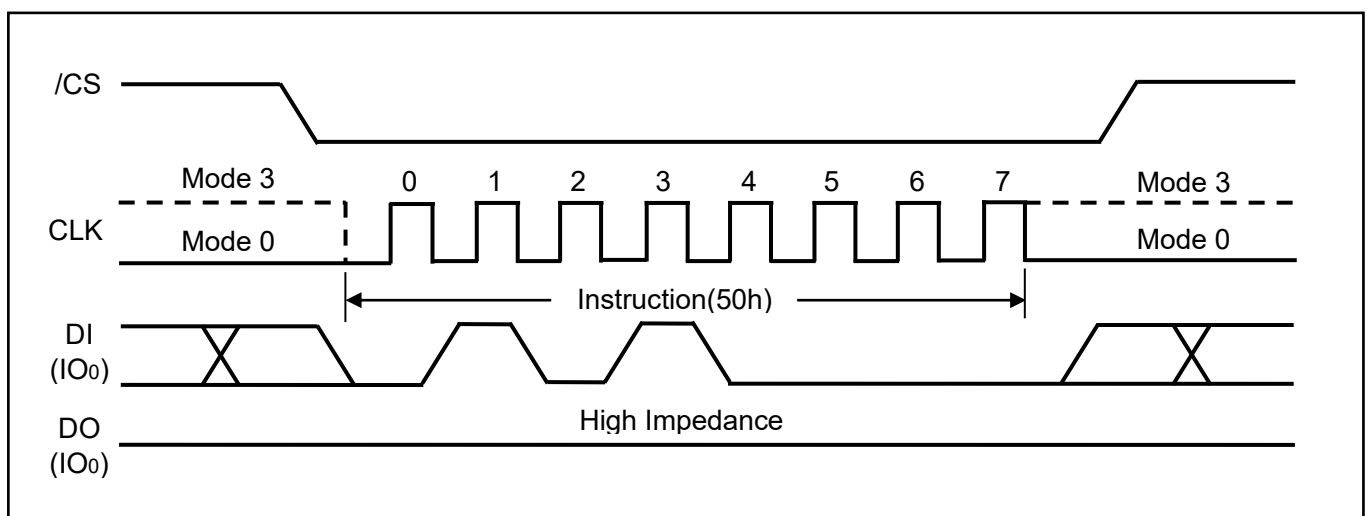 /CS
Mode 3 0 1 2 3 4 5 6 7 Mode 3
CLK
Mode 0 Mode 0
Instruction(50h)
DI
(IO0)
High Impedance
DO
(IO0)